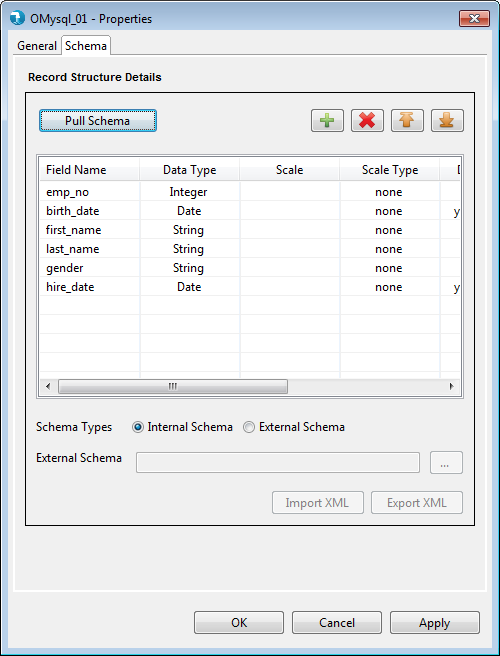 OMysql_01 - Properties
General Schema
Record Structure Details
Pull Schema
Field Name Data Type Scale Scale Type
emp_no Integer none
birth_date Date none y
first_name String none
last_name String none
gender String none
hire_date Date none y
Schema Types Internal Schema External Schema
External Schema ...
Import XML Export XML
OK Cancel Apply